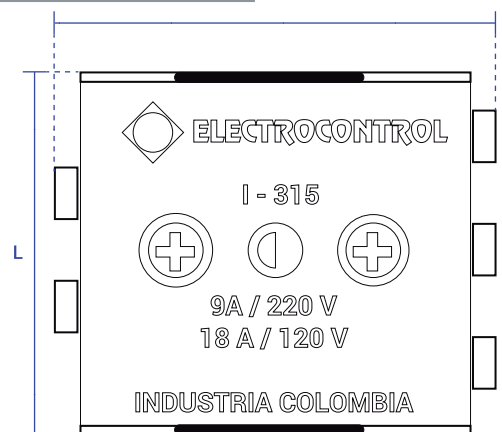 ELECTROCONTROL
I - 315
L
9A / 220 V
18 A / 120 V
INDUSTRIA COLOMBIA